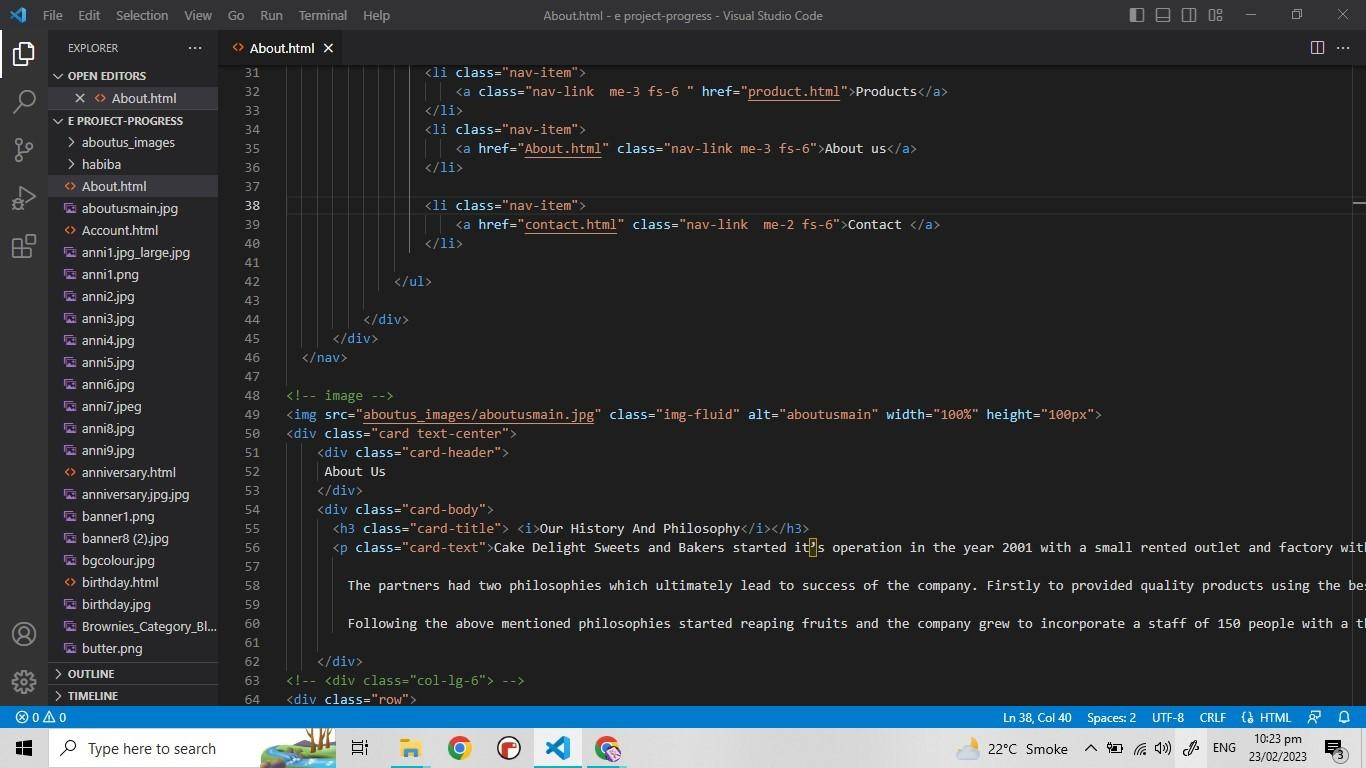 File Edit Selection View Go Run Terminal Help About.html - e project-progress - Visual Studio Code
EXPLORER
OPEN EDITORS
About.html
E PROJECT-PROGRESS
aboutus_images
habiba
About.html
aboutusmain.jpg
Account.html
anni1.jpg_large.jpg
anni1.png
anni2.jpg
anni3.jpg
anni4.jpg
anni5.jpg
anni6.jpg
anni7.jpeg
anni8.jpg
anni9.jpg
anniversary.html
anniversary.jpg.jpg
banner1.png
banner8 (2).jpg
bgcolour.jpg
birthday.html
birthday.jpg
Brownies_Category_Bl...
butter.png
OUTLINE
TIMELINE
About.html
31 <li class="nav-item">
32 <a class="nav-link  me-3 fs-6 " href="product.html">Products</a>
33 </li>
34 <li class="nav-item">
35 <a href="About.html" class="nav-link me-3 fs-6">About us</a>
36 </li>
37
38 <li class="nav-item">
39 <a href="contact.html" class="nav-link  me-2 fs-6">Contact </a>
40 </li>
41
42 </ul>
43
44 </div>
45 </div>
46 </nav>
47
48 <!-- image -->
49 <img src="aboutus_images/aboutusmain.jpg" class="img-fluid" alt="aboutusmain" width="100%" height="100px">
50 <div class="card text-center">
51 <div class="card-header">
52 About Us
53 </div>
54 <div class="card-body">
55 <h3 class="card-title"> <i>Our History And Philosophy</i></h3>
56 <p class="card-text">Cake Delight Sweets and Bakers started it’s operation in the year 2001 with a small rented outlet and factory wit
57
58 The partners had two philosophies which ultimately lead to success of the company. Firstly to provided quality products using the be
59
60 Following the above mentioned philosophies started reaping fruits and the company grew to incorporate a staff of 150 people with a t
61
62 </div>
63 <!-- <div class="col-lg-6"> -->
64 <div class="row">
0 0 Ln 38, Col 40 Spaces: 2 UTF-8 CRLF HTML
Type here to search 22°C Smoke ENG 10:23 pm
23/02/2023 3